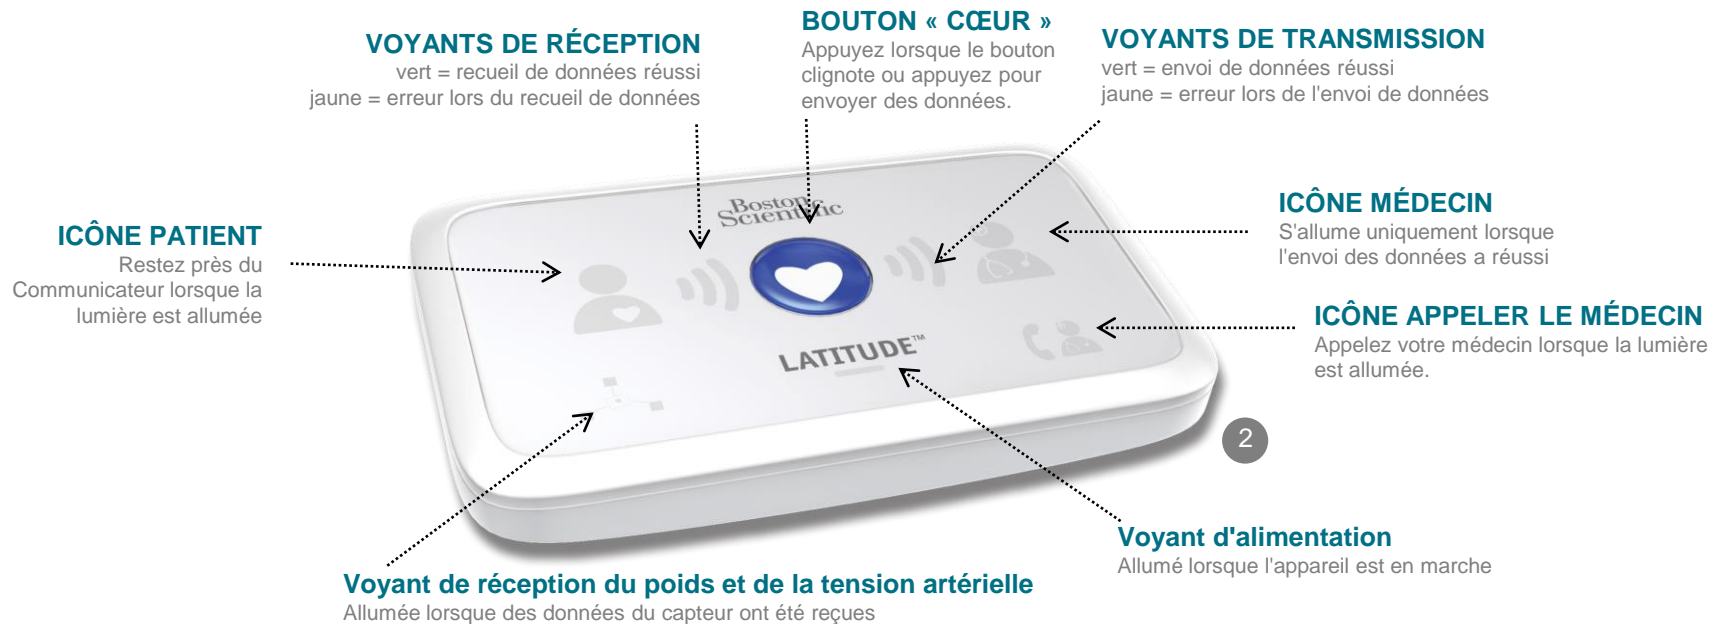 BOUTON « CŒUR »
Appuyez lorsque le bouton
clignote ou appuyez pour
envoyer des données.
VOYANTS DE RÉCEPTION
vert = recueil de données réussi
jaune = erreur lors du recueil de données
VOYANTS DE TRANSMISSION
vert = envoi de données réussi
jaune = erreur lors de l'envoi de données
ICÔNE PATIENT
Restez près du
Communicateur lorsque la
lumière est allumée
Boston
Scientific
LATITUDE™
ICÔNE MÉDECIN
S'allume uniquement lorsque
l'envoi des données a réussi
ICÔNE APPELER LE MÉDECIN
Appelez votre médecin lorsque la lumière
est allumée.
2
Voyant d'alimentation
Allumé lorsque l'appareil est en marche
Voyant de réception du poids et de la tension artérielle
Allumée lorsque des données du capteur ont été reçues